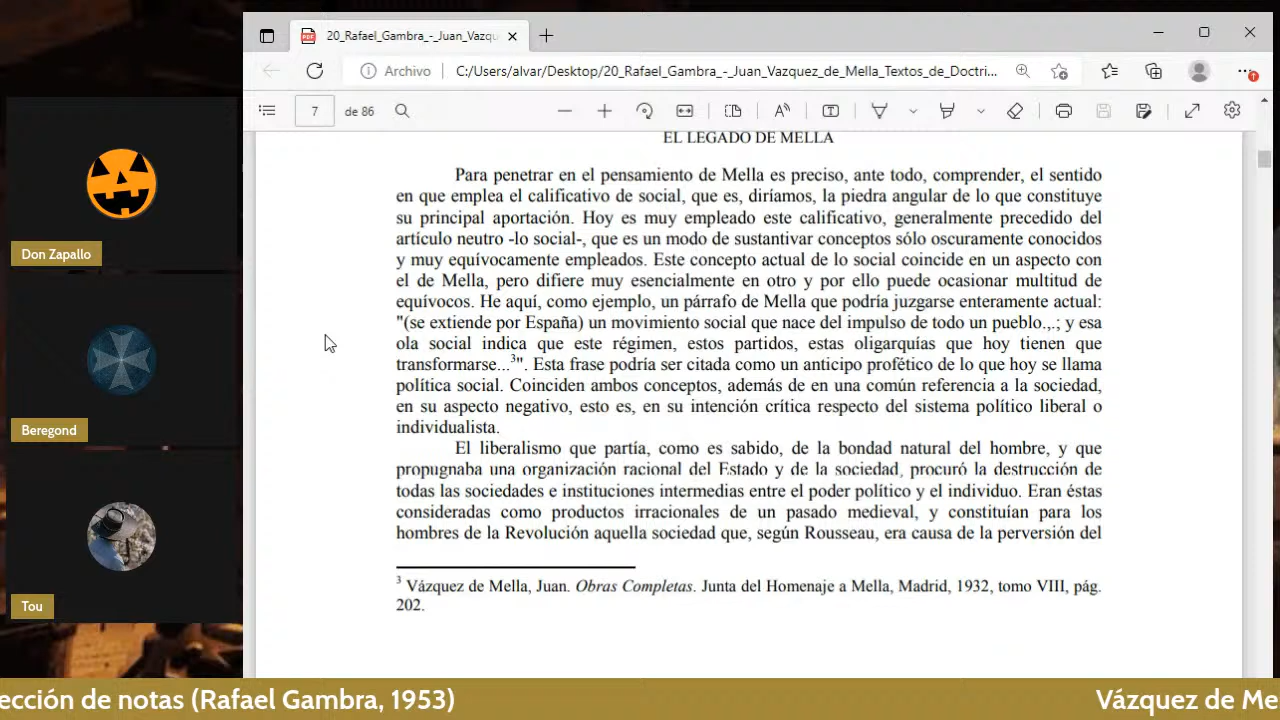 20_Rafael_Gambra_-_Juan_Vazqu
Archivo
C:/Users/alvar/Desktop/20_Rafael_Gambra_-_Juan_Vazquez_de_Mella_Textos_de_Doctri...
7 de 86
EL LEGADO DE MELLA
Para penetrar en el pensamiento de Mella es preciso, ante todo, comprender, el sentido
en que emplea el calificativo de social, que es, diríamos, la piedra angular de lo que constituye
su principal aportación. Hoy es muy empleado este calificativo, generalmente precedido del
artículo neutro -lo social-, que es un modo de sustantivar conceptos sólo oscuramente conocidos
y muy equívocamente empleados. Este concepto actual de lo social coincide en un aspecto con
el de Mella, pero difiere muy esencialmente en otro y por ello puede ocasionar multitud de
equívocos. He aquí, como ejemplo, un párrafo de Mella que podría juzgarse enteramente actual:
"(se extiende por España) un movimiento social que nace del impulso de todo un pueblo.,.; y esa
ola social indica que este régimen, estos partidos, estas oligarquías que hoy tienen que
transformarse...3". Esta frase podría ser citada como un anticipo profético de lo que hoy se llama
política social. Coinciden ambos conceptos, además de en una común referencia a la sociedad,
en su aspecto negativo, esto es, en su intención crítica respecto del sistema político liberal o
individualista.
El liberalismo que partía, como es sabido, de la bondad natural del hombre, y que
propugnaba una organización racional del Estado y de la sociedad, procuró la destrucción de
todas las sociedades e instituciones intermedias entre el poder político y el individuo. Eran éstas
consideradas como productos irracionales de un pasado medieval, y constituían para los
hombres de la Revolución aquella sociedad que, según Rousseau, era causa de la perversión del
3 Vázquez de Mella, Juan. Obras Completas. Junta del Homenaje a Mella, Madrid, 1932, tomo VIII, pág.
202.
Don Zapallo
Beregond
Tou
ección de notas (Rafael Gambra, 1953)
Vázquez de Me